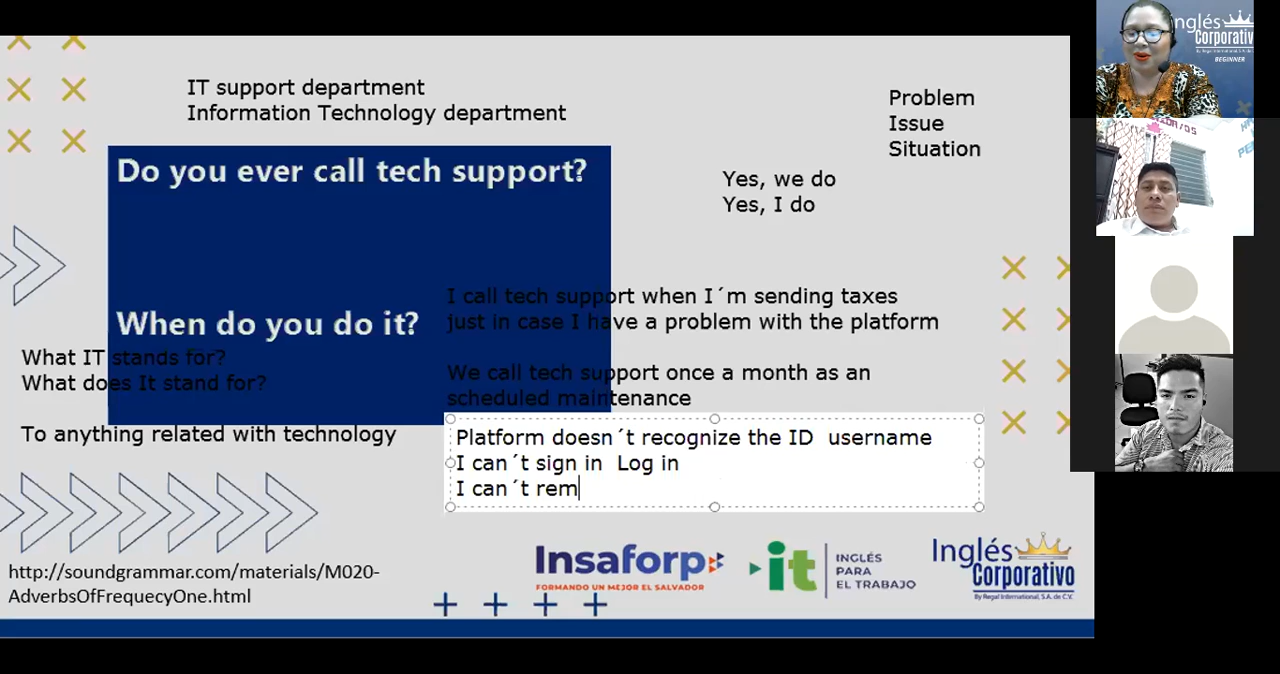 IT support department
Information Technology department
Problem
Issue
Situation
Do you ever call tech support?
Yes, we do
Yes, I do
I call tech support when I´m sending taxes
just in case I have a problem with the platform
When do you do it?
What IT stands for?
What does It stand for?
We call tech support once a month as an
scheduled maintenance
To anything related with technology
Platform doesn´t recognize the ID  username
I can´t sign in  Log in
I can´t rem
http://soundgrammar.com/materials/M020-
AdverbsOfFrequecyOne.html
Insaforp
FORMANDO UN MEJOR EL SALVADOR
it
INGLÉS
PARA
EL TRABAJO
Inglés
Corporativo
By Regal International, S.A. de C.V.
nglés
Corporativo
By Regal International, S.A. de C.V.
BEGINNER